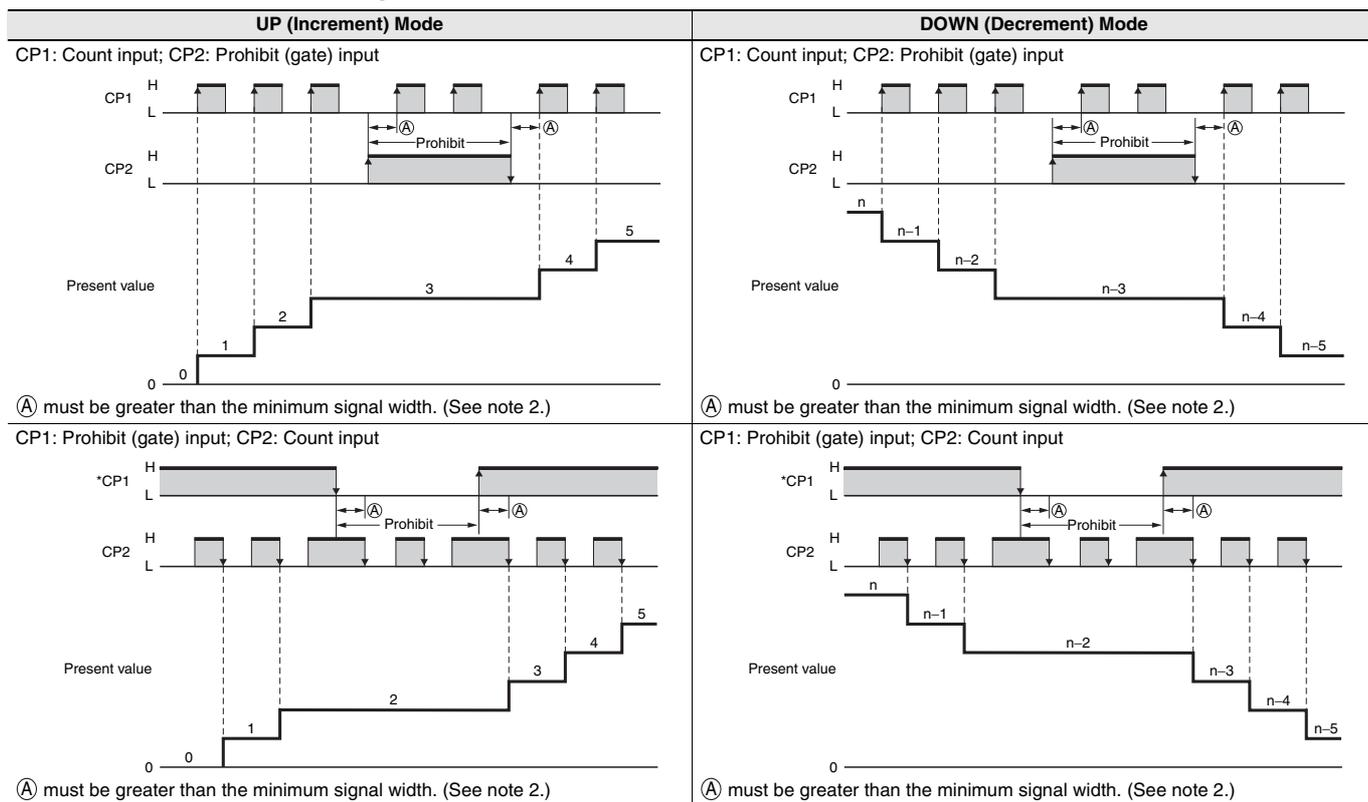 UP (Increment) Mode
DOWN (Decrement) Mode
CP1: Count input; CP2: Prohibit (gate) input
CP1
H
L
Ⓐ
Ⓐ
Prohibit
CP2
H
L
Present value
0
0
1
2
3
4
5
Ⓐ must be greater than the minimum signal width. (See note 2.)
CP1: Count input; CP2: Prohibit (gate) input
CP1
H
L
Ⓐ
Ⓐ
Prohibit
CP2
H
L
Present value
n
n–1
n–2
n–3
n–4
n–5
0
Ⓐ must be greater than the minimum signal width. (See note 2.)
CP1: Prohibit (gate) input; CP2: Count input
*CP1
H
L
Ⓐ
Ⓐ
Prohibit
CP2
H
L
Present value
0
0
1
2
3
4
5
Ⓐ must be greater than the minimum signal width. (See note 2.)
CP1: Prohibit (gate) input; CP2: Count input
*CP1
H
L
Ⓐ
Ⓐ
Prohibit
CP2
H
L
Present value
n
n–1
n–2
n–3
n–4
n–5
0
Ⓐ must be greater than the minimum signal width. (See note 2.)